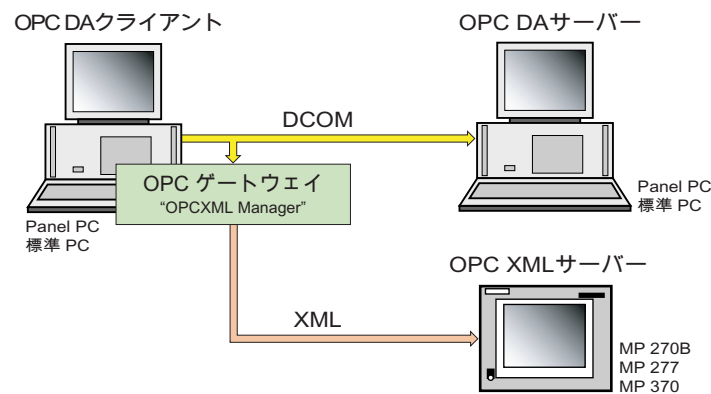 OPC DAクライアント
OPC DAサーバー
DCOM
OPC ゲートウェイ
“OPCXML Manager”
Panel PC
標準 PC
Panel PC
標準 PC
OPC XMLサーバー
XML
MP 270B
MP 277
MP 370